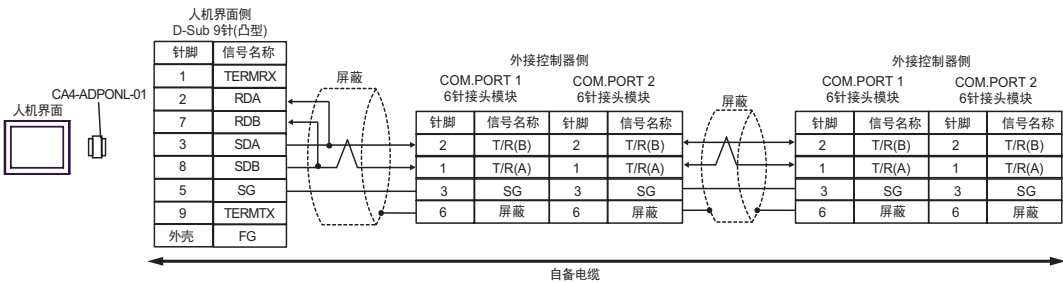 人机界面
CA4-ADPONL-01
人机界面侧
D-Sub 9针(凸型)
针脚 信号名称
1 TERMRX
2 RDA
7 RDB
3 SDA
8 SDB
5 SG
9 TERMTX
外壳 FG
屏蔽
外接控制器侧
COM.PORT 1 COM.PORT 2
6针接头模块 6针接头模块
针脚 信号名称 针脚 信号名称
2 T/R(B) 2 T/R(B)
1 T/R(A) 1 T/R(A)
3 SG 3 SG
6 屏蔽 6 屏蔽
屏蔽
外接控制器侧
COM.PORT 1 COM.PORT 2
6针接头模块 6针接头模块
针脚 信号名称 针脚 信号名称
2 T/R(B) 2 T/R(B)
1 T/R(A) 1 T/R(A)
3 SG 3 SG
6 屏蔽 6 屏蔽
自备电缆